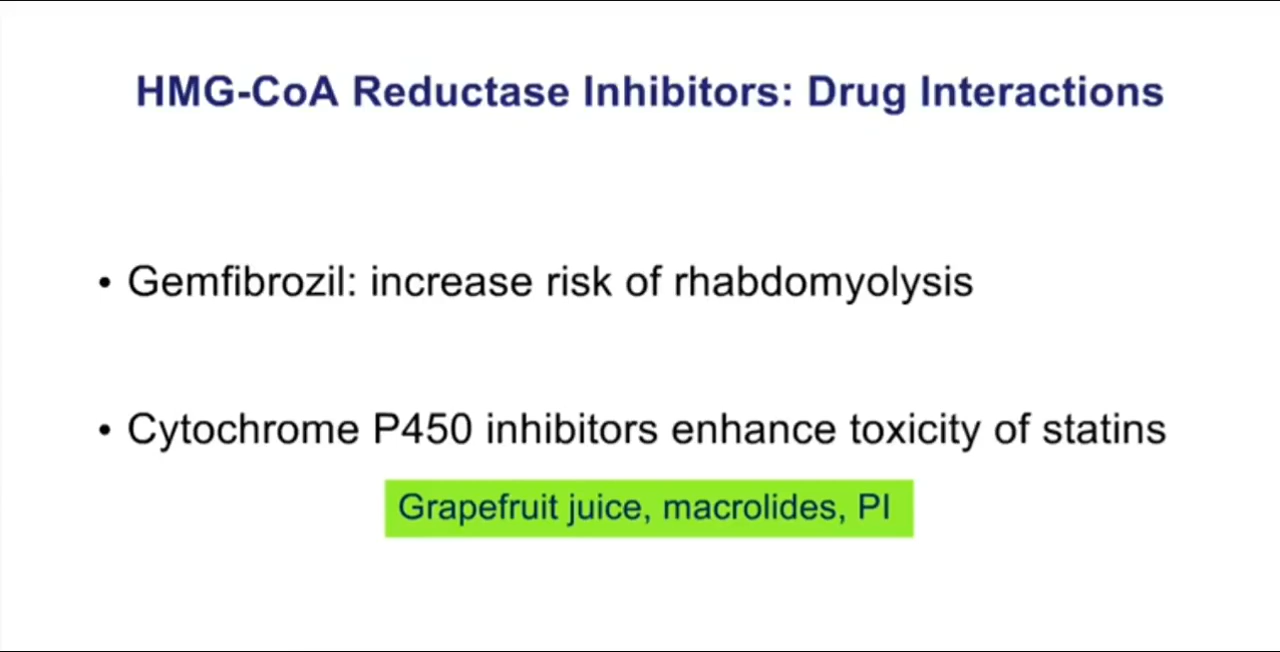 HMG-CoA Reductase Inhibitors: Drug Interactions
• Gemfibrozil: increase risk of rhabdomyolysis
• Cytochrome P450 inhibitors enhance toxicity of statins
Grapefruit juice, macrolides, PI